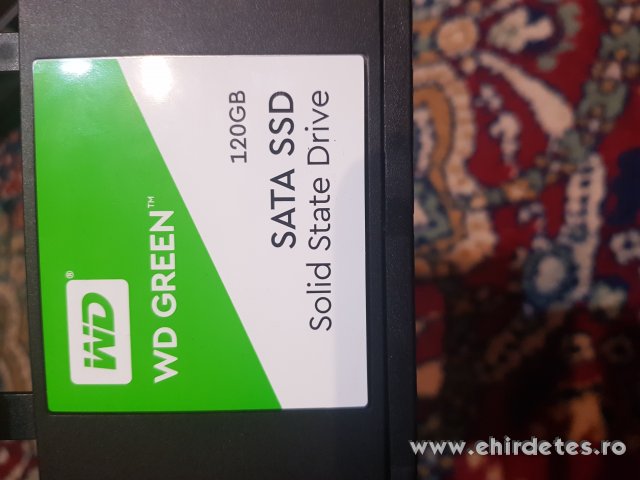 WD®
WD GREEN™
120GB
SATA SSD
Solid State Drive
www.ehirdetes.ro